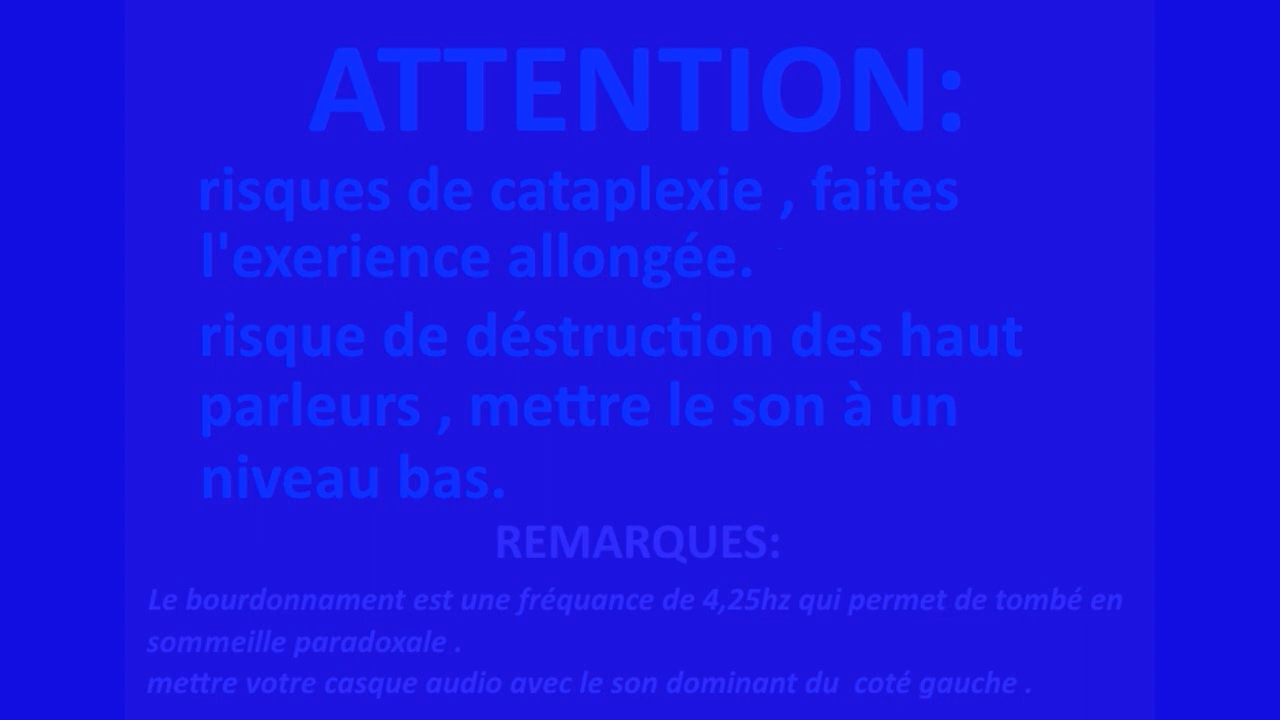 ATTENTION:
risques de cataplexie , faites
l'exerience allongée.
risque de déstruction des haut
parleurs , mettre le son à un
niveau bas.
REMARQUES:
Le bourdonnament est une fréquance de 4,25hz qui permet de tombé en
sommeille paradoxale .
mettre votre casque audio avec le son dominant du  coté gauche .